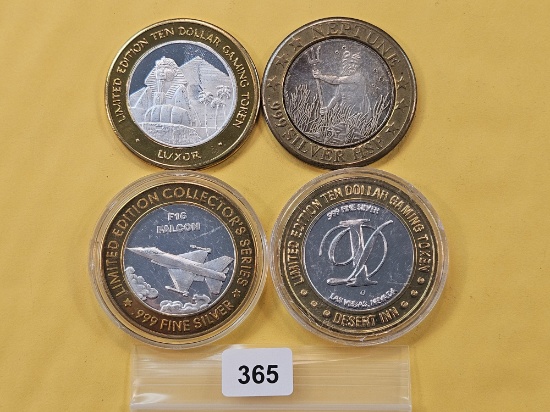 LIMITED EDITION TEN DOLLAR GAMING TOKEN
LUXOR
NEPTUNE
.999 SILVER
LIMITED EDITION COLLECTOR'S SERIES
F16
FALCON
.999 FINE SILVER
LIMITED EDITION TEN DOLLAR GAMING TOKEN
.999 FINE SILVER
DI
LAS VEGAS, NEVADA
DESERT INN
365